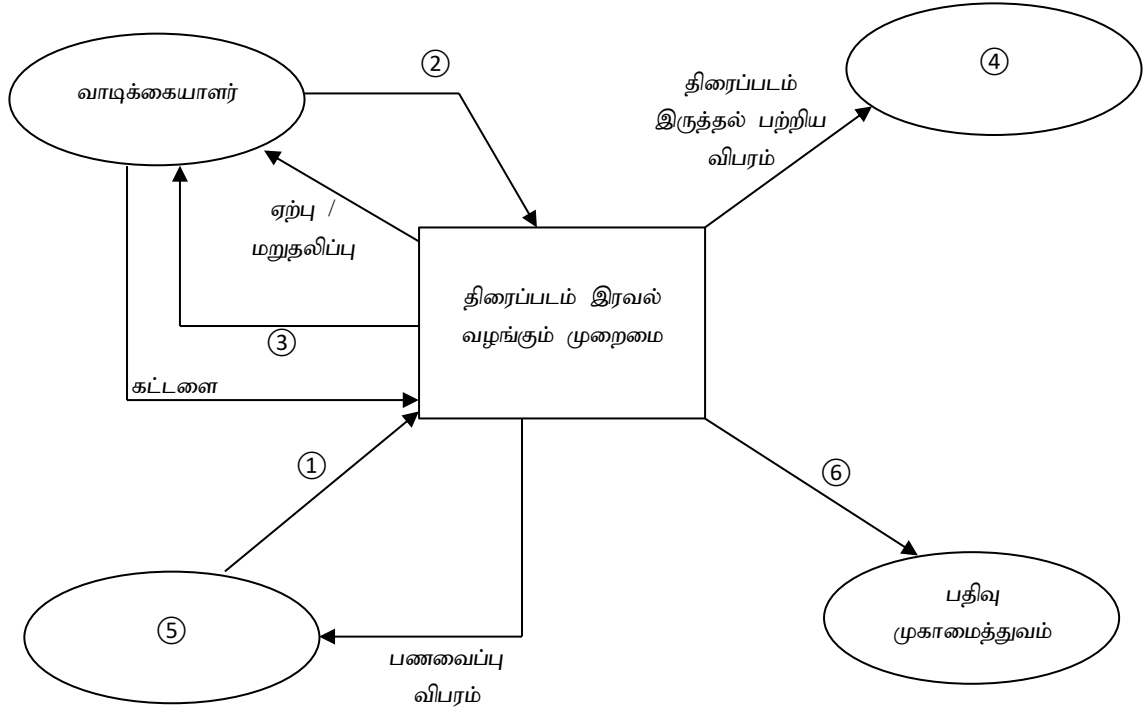 வாடிக்கையாளர்
②
④
திரைப்படம்
இருத்தல் பற்றிய
விபரம்
ஏற்பு /
மறுதலிப்பு
திரைப்படம் இரவல்
வழங்கும் முறைமை
③
கட்டளை
①
⑥
⑤
பணவைப்பு
விபரம்
பதிவு
முகாமைத்துவம்